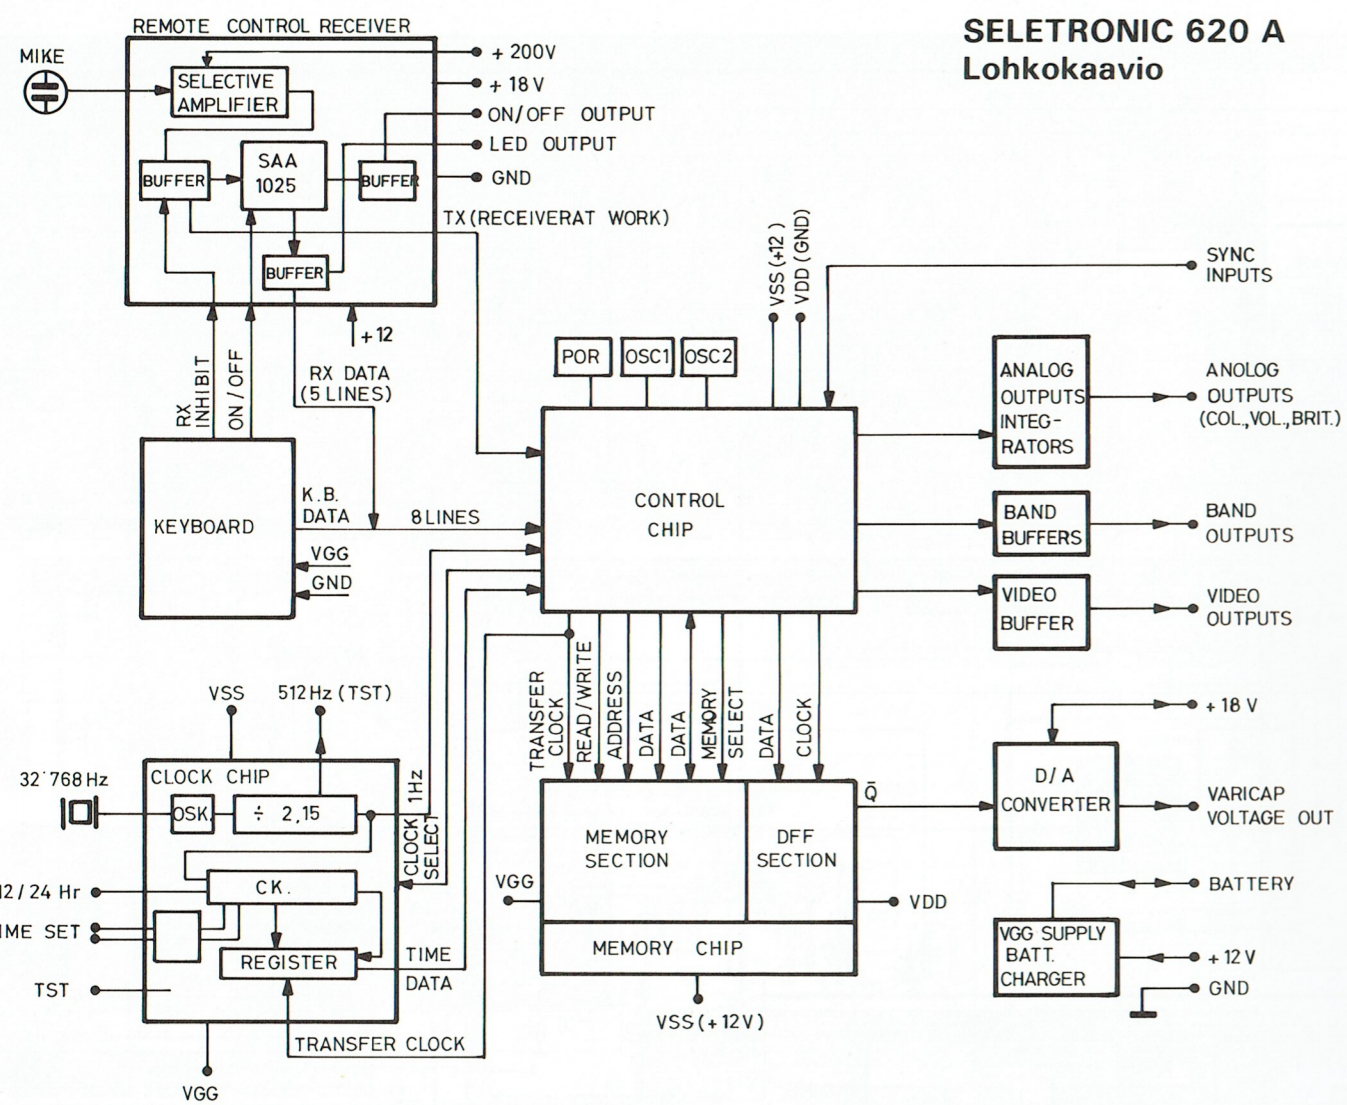 SELETRONIC 620 A
Lohkokaavio
REMOTE CONTROL RECEIVER
MIKE
SELECTIVE
AMPLIFIER
BUFFER
SAA
1025
BUFFER
BUFFER
+ 200V
+ 18V
ON/OFF OUTPUT
LED OUTPUT
GND
TX (RECEIVERAT WORK)
+12
RX
INHIBIT
ON/OFF
RX DATA
(5 LINES)
KEYBOARD
K.B.
DATA
8 LINES
VGG
GND
POR
OSC1
OSC2
VSS (+12)
VDD (GND)
SYNC
INPUTS
CONTROL
CHIP
ANALOG
OUTPUTS
INTEG-
RATORS
ANOLOG
OUTPUTS
(COL.,VOL.,BRIT.)
BAND
BUFFERS
BAND
OUTPUTS
VIDEO
BUFFER
VIDEO
OUTPUTS
TRANSFER
CLOCK
READ/WRITE
ADDRESS
DATA
DATA
MEMORY
SELECT
DATA
CLOCK
VSS
512Hz (TST)
32˙768 Hz
CLOCK CHIP
OSK.
÷ 2,15
1Hz
CLOCK
SELECT
12/24 Hr
CK.
IME SET
REGISTER
TIME
DATA
TST
TRANSFER CLOCK
VGG
MEMORY
SECTION
DFF
SECTION
MEMORY CHIP
VGG
VDD
VSS (+12V)
Q̄
D/A
CONVERTER
+ 18 V
VARICAP
VOLTAGE OUT
BATTERY
VGG SUPPLY
BATT.
CHARGER
+ 12 V
GND